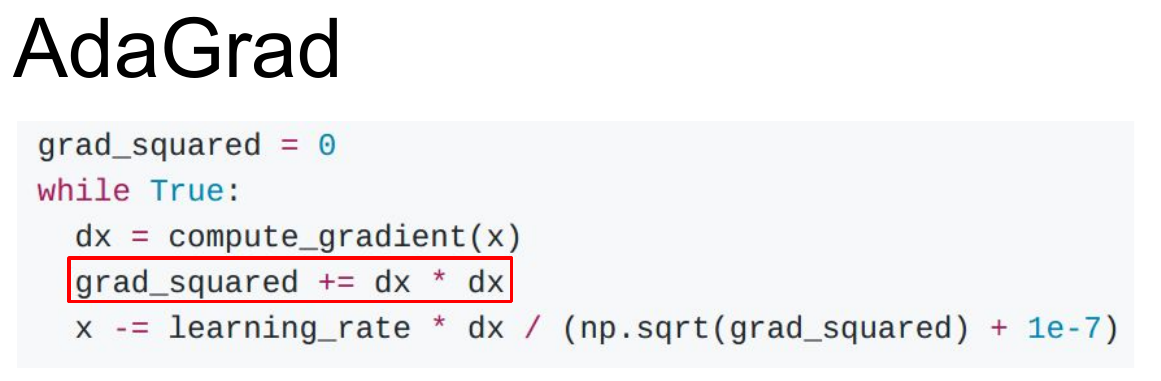 AdaGrad
grad_squared = 0
while True:
dx = compute_gradient(x)
grad_squared += dx * dx
x -= learning_rate * dx / (np.sqrt(grad_squared) + 1e-7)